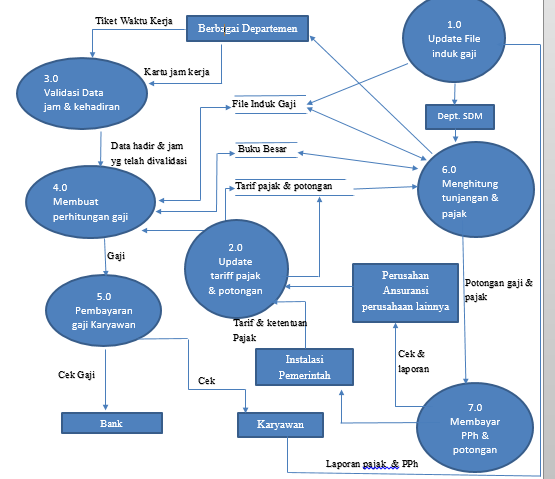 Tiket Waktu Kerja
Berbagai Departemen
1.0
Update File
induk gaji
3.0
Validasi Data
jam & kehadiran
Kartu jam kerja
File Induk Gaji
Dept. SDM
Data hadir & jam
yg telah divalidasi
Buku Besar
4.0
Membuat
perhitungan gaji
Tarif pajak & potongan
6.0
Menghitung
tunjangan &
pajak
Gaji
2.0
Update
tariff pajak
& potongan
5.0
Pembayaran
gaji Karyawan
Perusahan
Ansuransi
perusahaan lainnya
Potongan gaji &
pajak
Tarif & ketentuan
Pajak
Instalasi
Pemerintah
Cek &
laporan
Cek Gaji
Cek
Bank
Karyawan
7.0
Membayar
PPh &
potongan
Laporan pajak & PPh